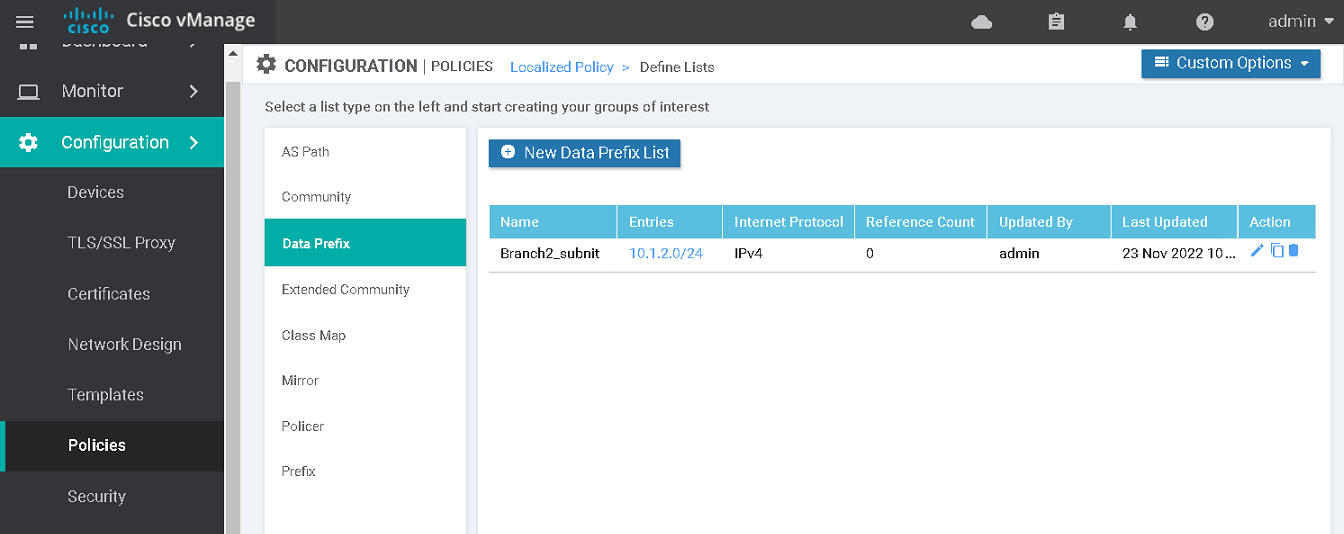 cisco
Cisco vManage
admin
Dashboard
Monitor
Configuration
Devices
TLS/SSL Proxy
Certificates
Network Design
Templates
Policies
Security
CONFIGURATION | POLICIES Localized Policy > Define Lists
Custom Options
Select a list type on the left and start creating your groups of interest
AS Path
Community
Data Prefix
Extended Community
Class Map
Mirror
Policer
Prefix
New Data Prefix List
Name Entries Internet Protocol Reference Count Updated By Last Updated Action
Branch2_subnit 10.1.2.0/24 IPv4 0 admin 23 Nov 2022 10...